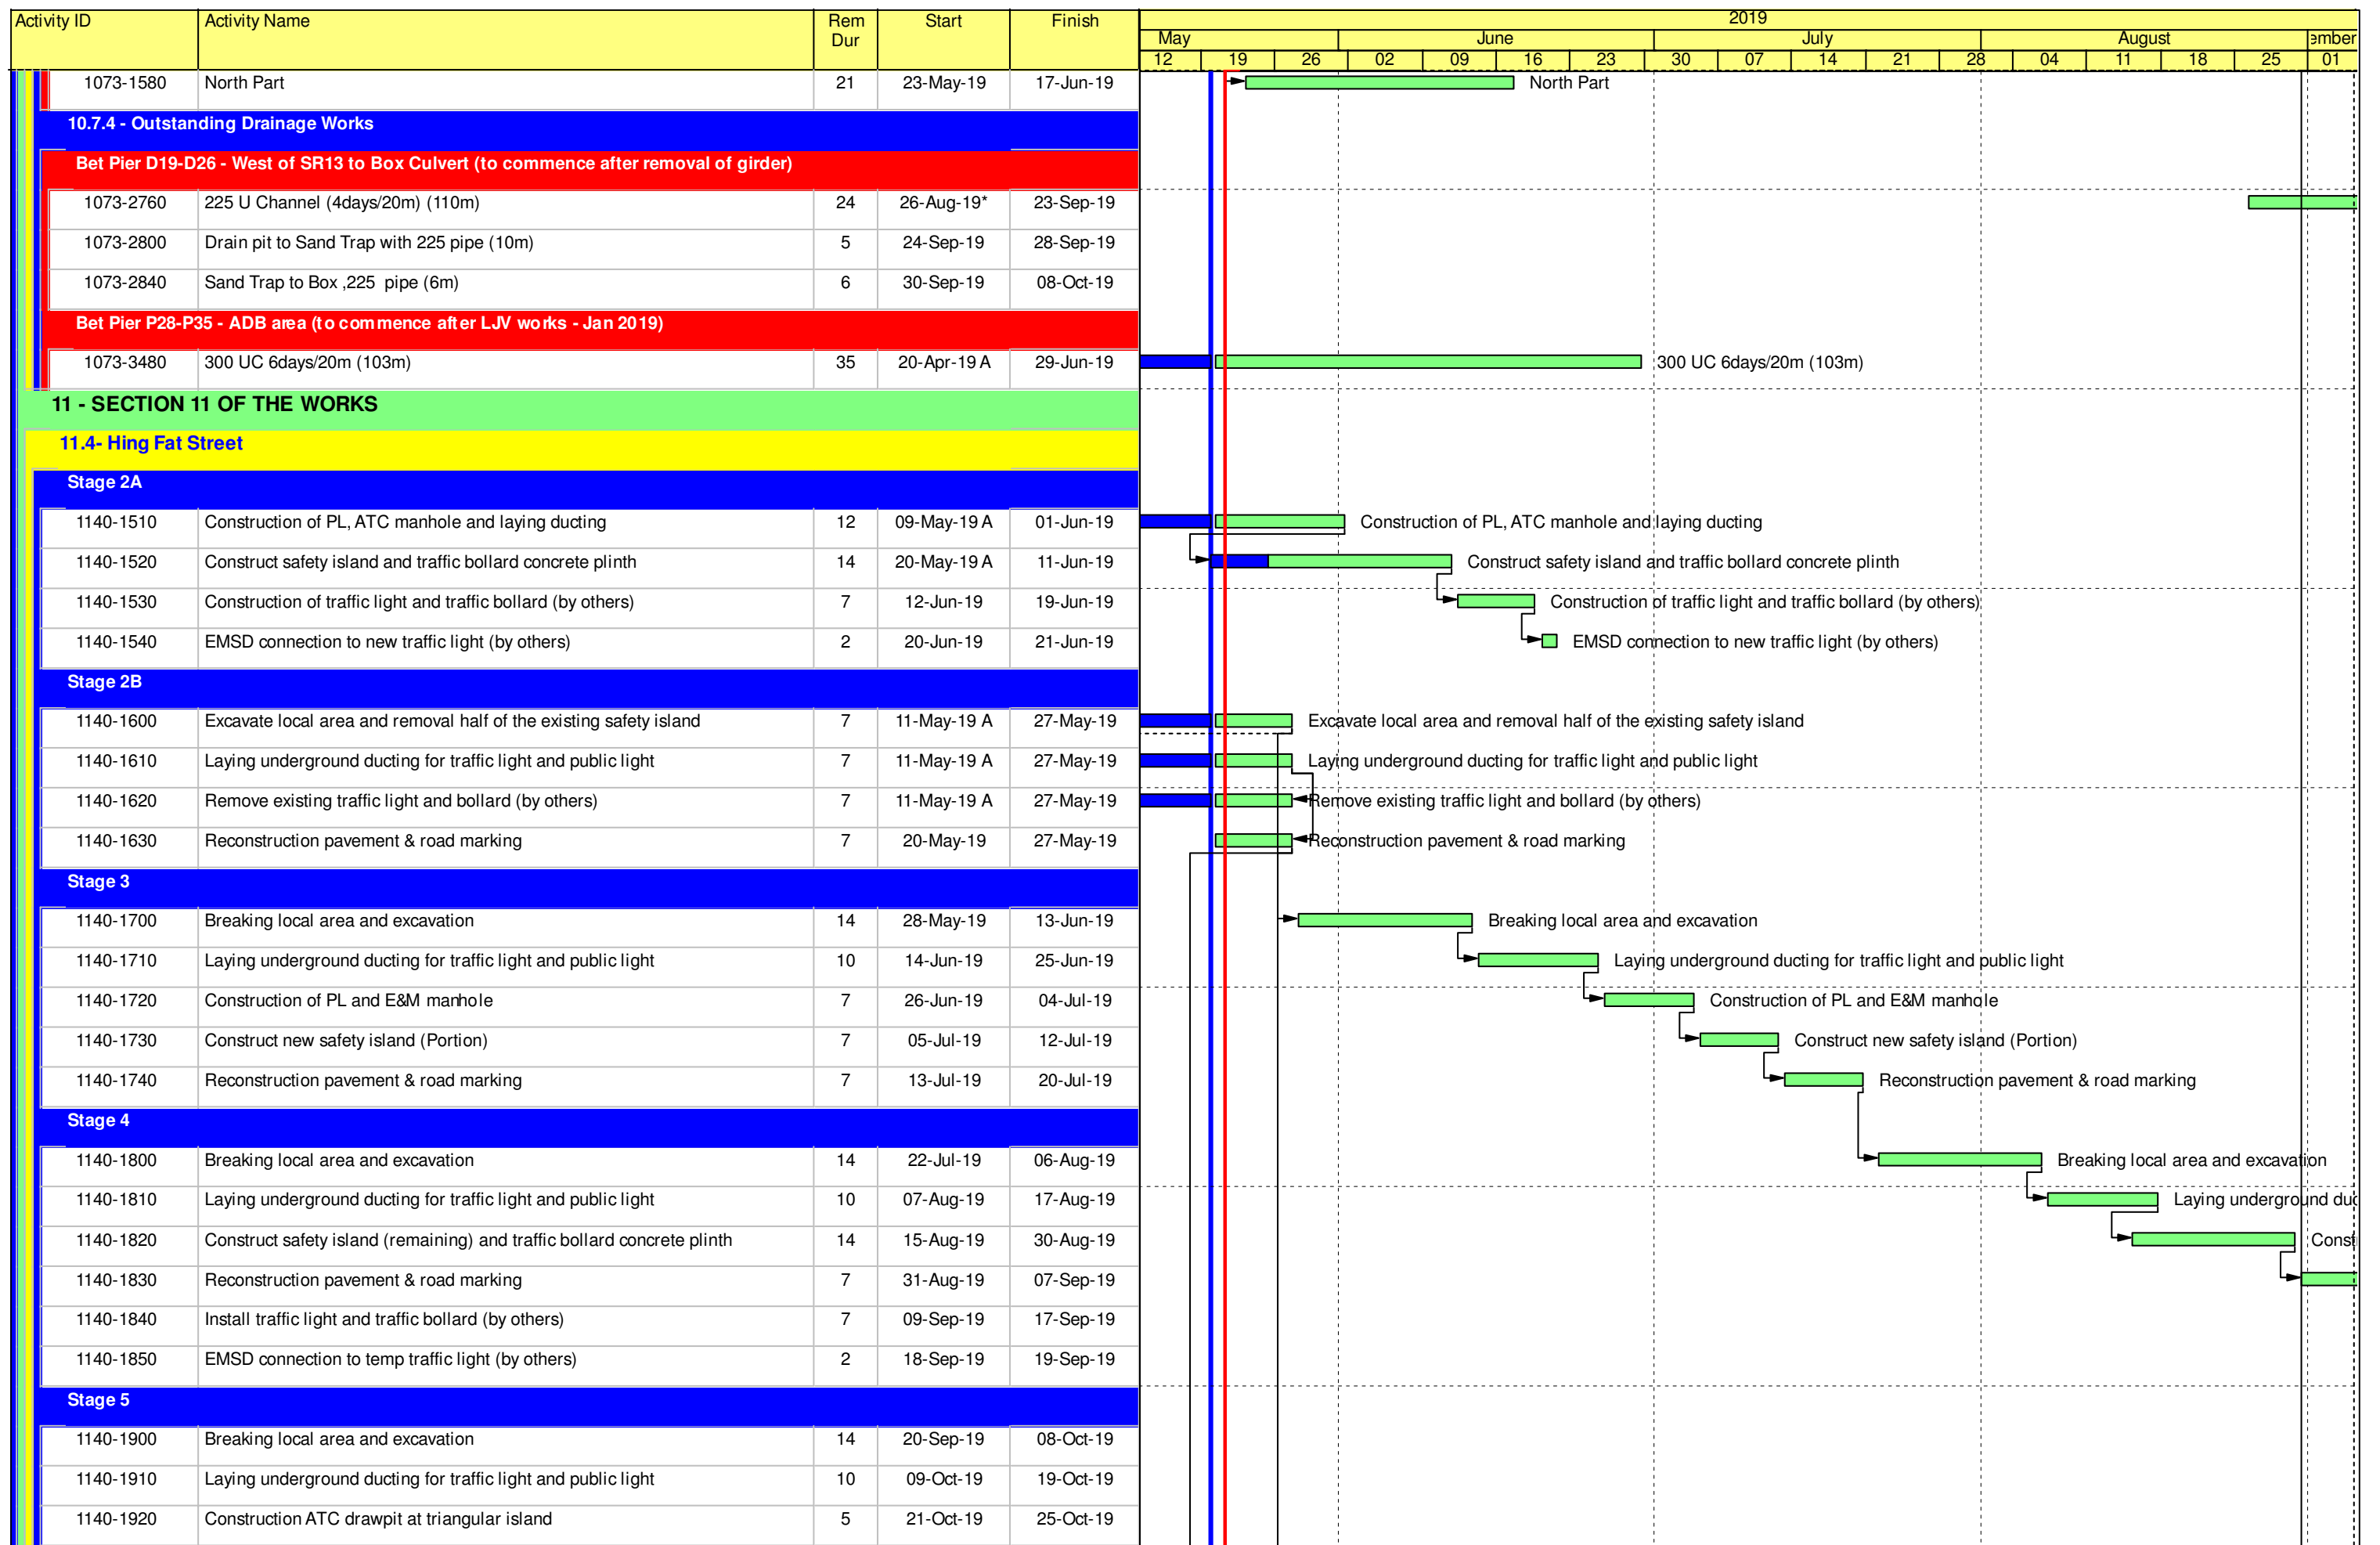 Activity ID Activity Name Rem Dur Start Finish 2019
May June July August ember
12 19 26 02 09 16 23 30 07 14 21 28 04 11 18 25 01
1073-1580 North Part 21 23-May-19 17-Jun-19 North Part
10.7.4 - Outstanding Drainage Works
Bet Pier D19-D26 - West of SR13 to Box Culvert (to commence after removal of girder)
1073-2760 225 U Channel (4days/20m) (110m) 24 26-Aug-19* 23-Sep-19
1073-2800 Drain pit to Sand Trap with 225 pipe (10m) 5 24-Sep-19 28-Sep-19
1073-2840 Sand Trap to Box ,225 pipe (6m) 6 30-Sep-19 08-Oct-19
Bet Pier P28-P35 - ADB area (to commence after LJV works - Jan 2019)
1073-3480 300 UC 6days/20m (103m) 35 20-Apr-19 A 29-Jun-19 300 UC 6days/20m (103m)
11 - SECTION 11 OF THE WORKS
11.4- Hing Fat Street
Stage 2A
1140-1510 Construction of PL, ATC manhole and laying ducting 12 09-May-19 A 01-Jun-19 Construction of PL, ATC manhole and laying ducting
1140-1520 Construct safety island and traffic bollard concrete plinth 14 20-May-19 A 11-Jun-19 Construct safety island and traffic bollard concrete plinth
1140-1530 Construction of traffic light and traffic bollard (by others) 7 12-Jun-19 19-Jun-19 Construction of traffic light and traffic bollard (by others)
1140-1540 EMSD connection to new traffic light (by others) 2 20-Jun-19 21-Jun-19 EMSD connection to new traffic light (by others)
Stage 2B
1140-1600 Excavate local area and removal half of the existing safety island 7 11-May-19 A 27-May-19 Excavate local area and removal half of the existing safety island
1140-1610 Laying underground ducting for traffic light and public light 7 11-May-19 A 27-May-19 Laying underground ducting for traffic light and public light
1140-1620 Remove existing traffic light and bollard (by others) 7 11-May-19 A 27-May-19 Remove existing traffic light and bollard (by others)
1140-1630 Reconstruction pavement & road marking 7 20-May-19 27-May-19 Reconstruction pavement & road marking
Stage 3
1140-1700 Breaking local area and excavation 14 28-May-19 13-Jun-19 Breaking local area and excavation
1140-1710 Laying underground ducting for traffic light and public light 10 14-Jun-19 25-Jun-19 Laying underground ducting for traffic light and public light
1140-1720 Construction of PL and E&M manhole 7 26-Jun-19 04-Jul-19 Construction of PL and E&M manhole
1140-1730 Construct new safety island (Portion) 7 05-Jul-19 12-Jul-19 Construct new safety island (Portion)
1140-1740 Reconstruction pavement & road marking 7 13-Jul-19 20-Jul-19 Reconstruction pavement & road marking
Stage 4
1140-1800 Breaking local area and excavation 14 22-Jul-19 06-Aug-19 Breaking local area and excavation
1140-1810 Laying underground ducting for traffic light and public light 10 07-Aug-19 17-Aug-19 Laying underground duc
1140-1820 Construct safety island (remaining) and traffic bollard concrete plinth 14 15-Aug-19 30-Aug-19 Const
1140-1830 Reconstruction pavement & road marking 7 31-Aug-19 07-Sep-19
1140-1840 Install traffic light and traffic bollard (by others) 7 09-Sep-19 17-Sep-19
1140-1850 EMSD connection to temp traffic light (by others) 2 18-Sep-19 19-Sep-19
Stage 5
1140-1900 Breaking local area and excavation 14 20-Sep-19 08-Oct-19
1140-1910 Laying underground ducting for traffic light and public light 10 09-Oct-19 19-Oct-19
1140-1920 Construction ATC drawpit at triangular island 5 21-Oct-19 25-Oct-19